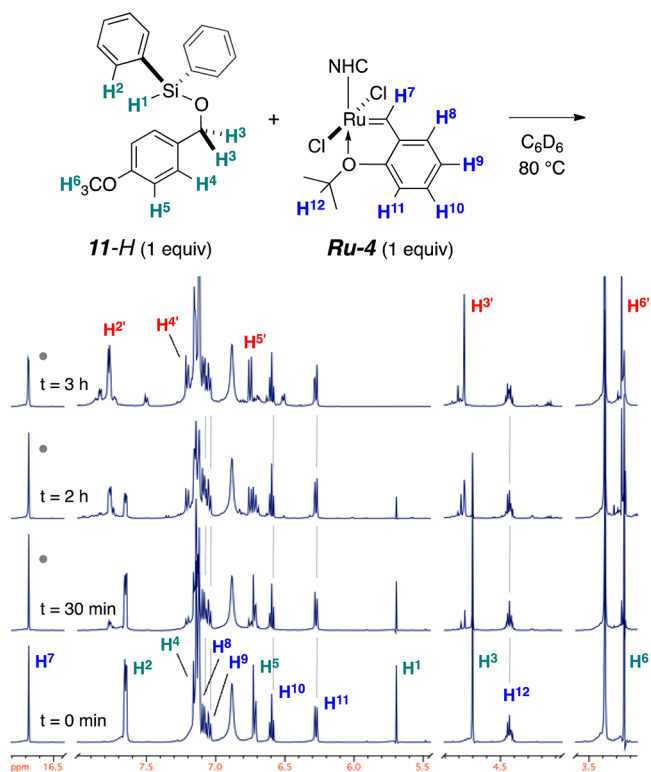 NHC
H²
Si
H¹
O
H³
H³
H⁶₃CO
H⁴
H⁵
+
Cl
H⁷
Ru
H⁸
Cl
O
H⁹
H¹²
H¹¹
H¹⁰
C₆D₆
80 °C
11-H (1 equiv)
Ru-4 (1 equiv)
H²'
H⁴'
H⁵'
H³'
H⁶'
t = 3 h
t = 2 h
t = 30 min
H⁷
H²
H⁴
H⁸
H⁹
H⁵
H¹⁰
H¹¹
H¹
H³
H¹²
H⁶
t = 0 min
ppm 16.5 7.5 7.0 6.5 6.0 5.5 4.5 3.5